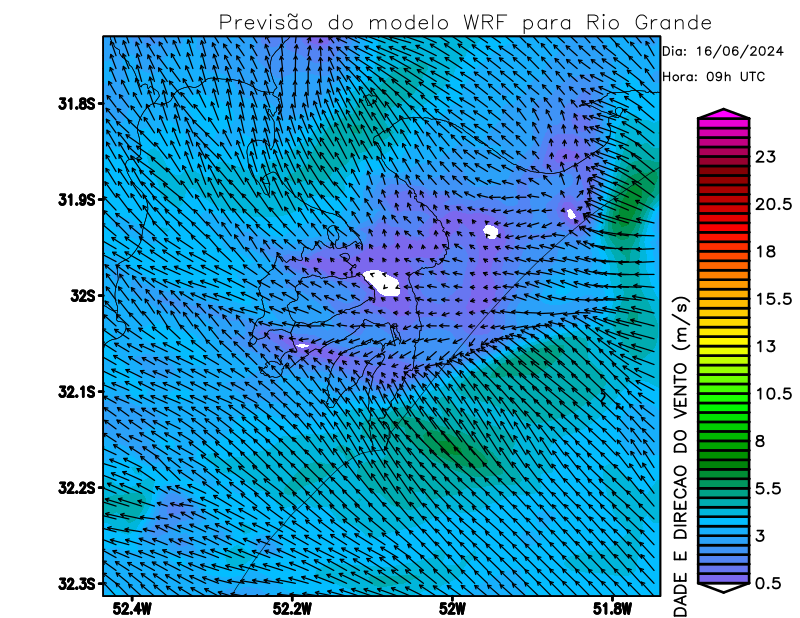 Previsão do modelo WRF para Rio Grande
Dia: 16/06/2024
Hora: 09h UTC
31.8S
31.9S
32S
32.1S
32.2S
32.3S
52.4W
52.2W
52W
51.8W
23
20.5
18
15.5
13
10.5
8
5.5
3
0.5
DADE E DIRECAO DO VENTO (m/s)